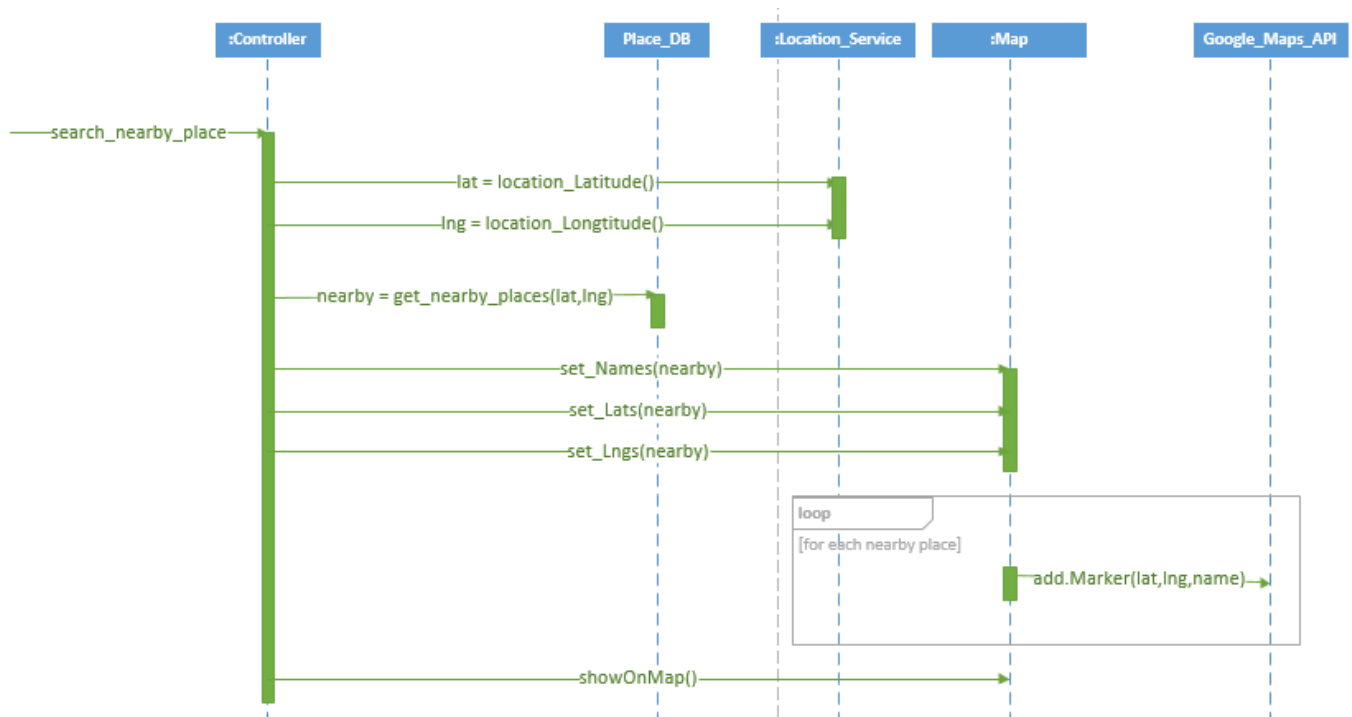 :Controller
Place_DB
:Location_Service
:Map
Google_Maps_API
search_nearby_place
lat = location_Latitude()
lng = location_Longtitude()
nearby = get_nearby_places(lat,lng)
set_Names(nearby)
set_Lats(nearby)
set_Lngs(nearby)
loop
[for each nearby place]
add.Marker(lat,lng,name)
showOnMap()